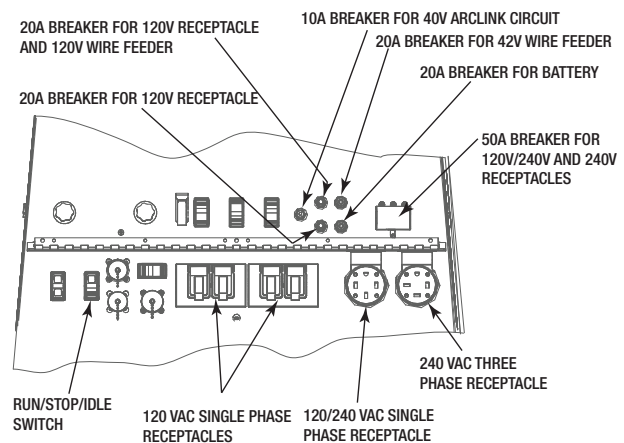 20A BREAKER FOR 120V RECEPTACLE
AND 120V WIRE FEEDER
10A BREAKER FOR 40V ARCLINK CIRCUIT
20A BREAKER FOR 42V WIRE FEEDER
20A BREAKER FOR BATTERY
20A BREAKER FOR 120V RECEPTACLE
50A BREAKER FOR
120V/240V AND 240V
RECEPTACLES
240 VAC THREE
PHASE RECEPTACLE
RUN/STOP/IDLE
SWITCH
120 VAC SINGLE PHASE
RECEPTACLES
120/240 VAC SINGLE
PHASE RECEPTACLE